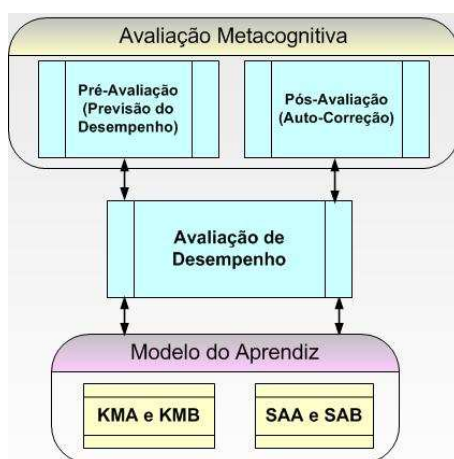 Avaliação Metacognitiva
Pré-Avaliação
(Previsão do
Desempenho)
Pós-Avaliação
(Auto-Correção)
Avaliação de
Desempenho
Modelo do Aprendiz
KMA e KMB
SAA e SAB